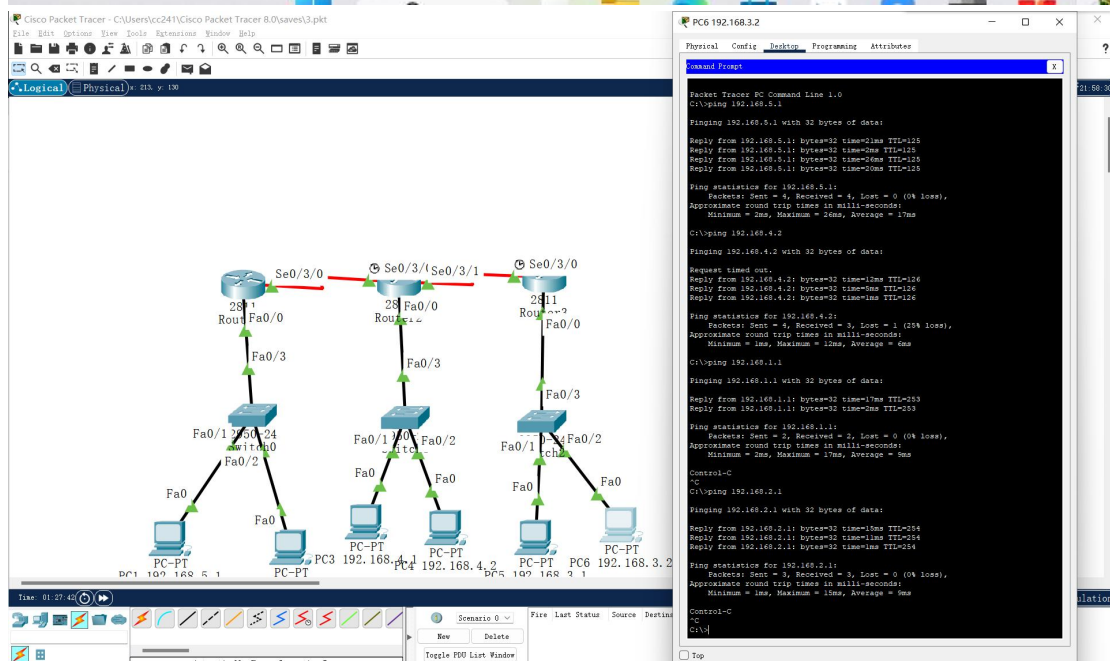 Cisco Packet Tracer - C:\Users\cc241\Cisco Packet Tracer 8.0\saves\3.pkt
File Edit Options View Tools Extensions Window Help
Logical Physical x: 213, y: 130
21:58:30
Se0/3/0
Se0/3/
Se0/3/1
Se0/3/0
2811
Fa0/0
28
Fa0/0
2811
Fa0/0
Fa0/3
Fa0/3
Fa0/3
Fa0/1
2950-24
Fa0/2
Fa0/1
Fa0/2
Fa0/1
Fa0/2
Fa0
Fa0
Fa0
Fa0
Fa0
Fa0
PC-PT
PC1 192.168.5.1
PC-PT
PC-PT
PC3 192.168.4.1
PC-PT
PC4 192.168.4.2
PC-PT
PC5 192.168.3.1
PC-PT
PC6 192.168.3.2
Time: 01:27:42
Scenario 0
New Delete
Toggle PDU List Window
Fire Last Status Source
PC6 192.168.3.2
Physical Config Desktop Programming Attributes
Command Prompt X
Packet Tracer PC Command Line 1.0
C:\>ping 192.168.5.1
Pinging 192.168.5.1 with 32 bytes of data:
Reply from 192.168.5.1: bytes=32 time=21ms TTL=125
Reply from 192.168.5.1: bytes=32 time=2ms TTL=125
Reply from 192.168.5.1: bytes=32 time=26ms TTL=125
Reply from 192.168.5.1: bytes=32 time=20ms TTL=125
Ping statistics for 192.168.5.1:
Packets: Sent = 4, Received = 4, Lost = 0 (0% loss),
Approximate round trip times in milli-seconds:
Minimum = 2ms, Maximum = 26ms, Average = 17ms
C:\>ping 192.168.4.2
Pinging 192.168.4.2 with 32 bytes of data:
Request timed out.
Reply from 192.168.4.2: bytes=32 time=12ms TTL=126
Reply from 192.168.4.2: bytes=32 time=5ms TTL=126
Reply from 192.168.4.2: bytes=32 time=1ms TTL=126
Ping statistics for 192.168.4.2:
Packets: Sent = 4, Received = 3, Lost = 1 (25% loss),
Approximate round trip times in milli-seconds:
Minimum = 1ms, Maximum = 12ms, Average = 6ms
C:\>ping 192.168.1.1
Pinging 192.168.1.1 with 32 bytes of data:
Reply from 192.168.1.1: bytes=32 time=17ms TTL=253
Reply from 192.168.1.1: bytes=32 time=2ms TTL=253
Ping statistics for 192.168.1.1:
Packets: Sent = 2, Received = 2, Lost = 0 (0% loss),
Approximate round trip times in milli-seconds:
Minimum = 2ms, Maximum = 17ms, Average = 9ms
Control-C
^C
C:\>ping 192.168.2.1
Pinging 192.168.2.1 with 32 bytes of data:
Reply from 192.168.2.1: bytes=32 time=15ms TTL=254
Reply from 192.168.2.1: bytes=32 time=11ms TTL=254
Reply from 192.168.2.1: bytes=32 time=1ms TTL=254
Ping statistics for 192.168.2.1:
Packets: Sent = 3, Received = 3, Lost = 0 (0% loss),
Approximate round trip times in milli-seconds:
Minimum = 1ms, Maximum = 15ms, Average = 9ms
Control-C
^C
C:\>
Top